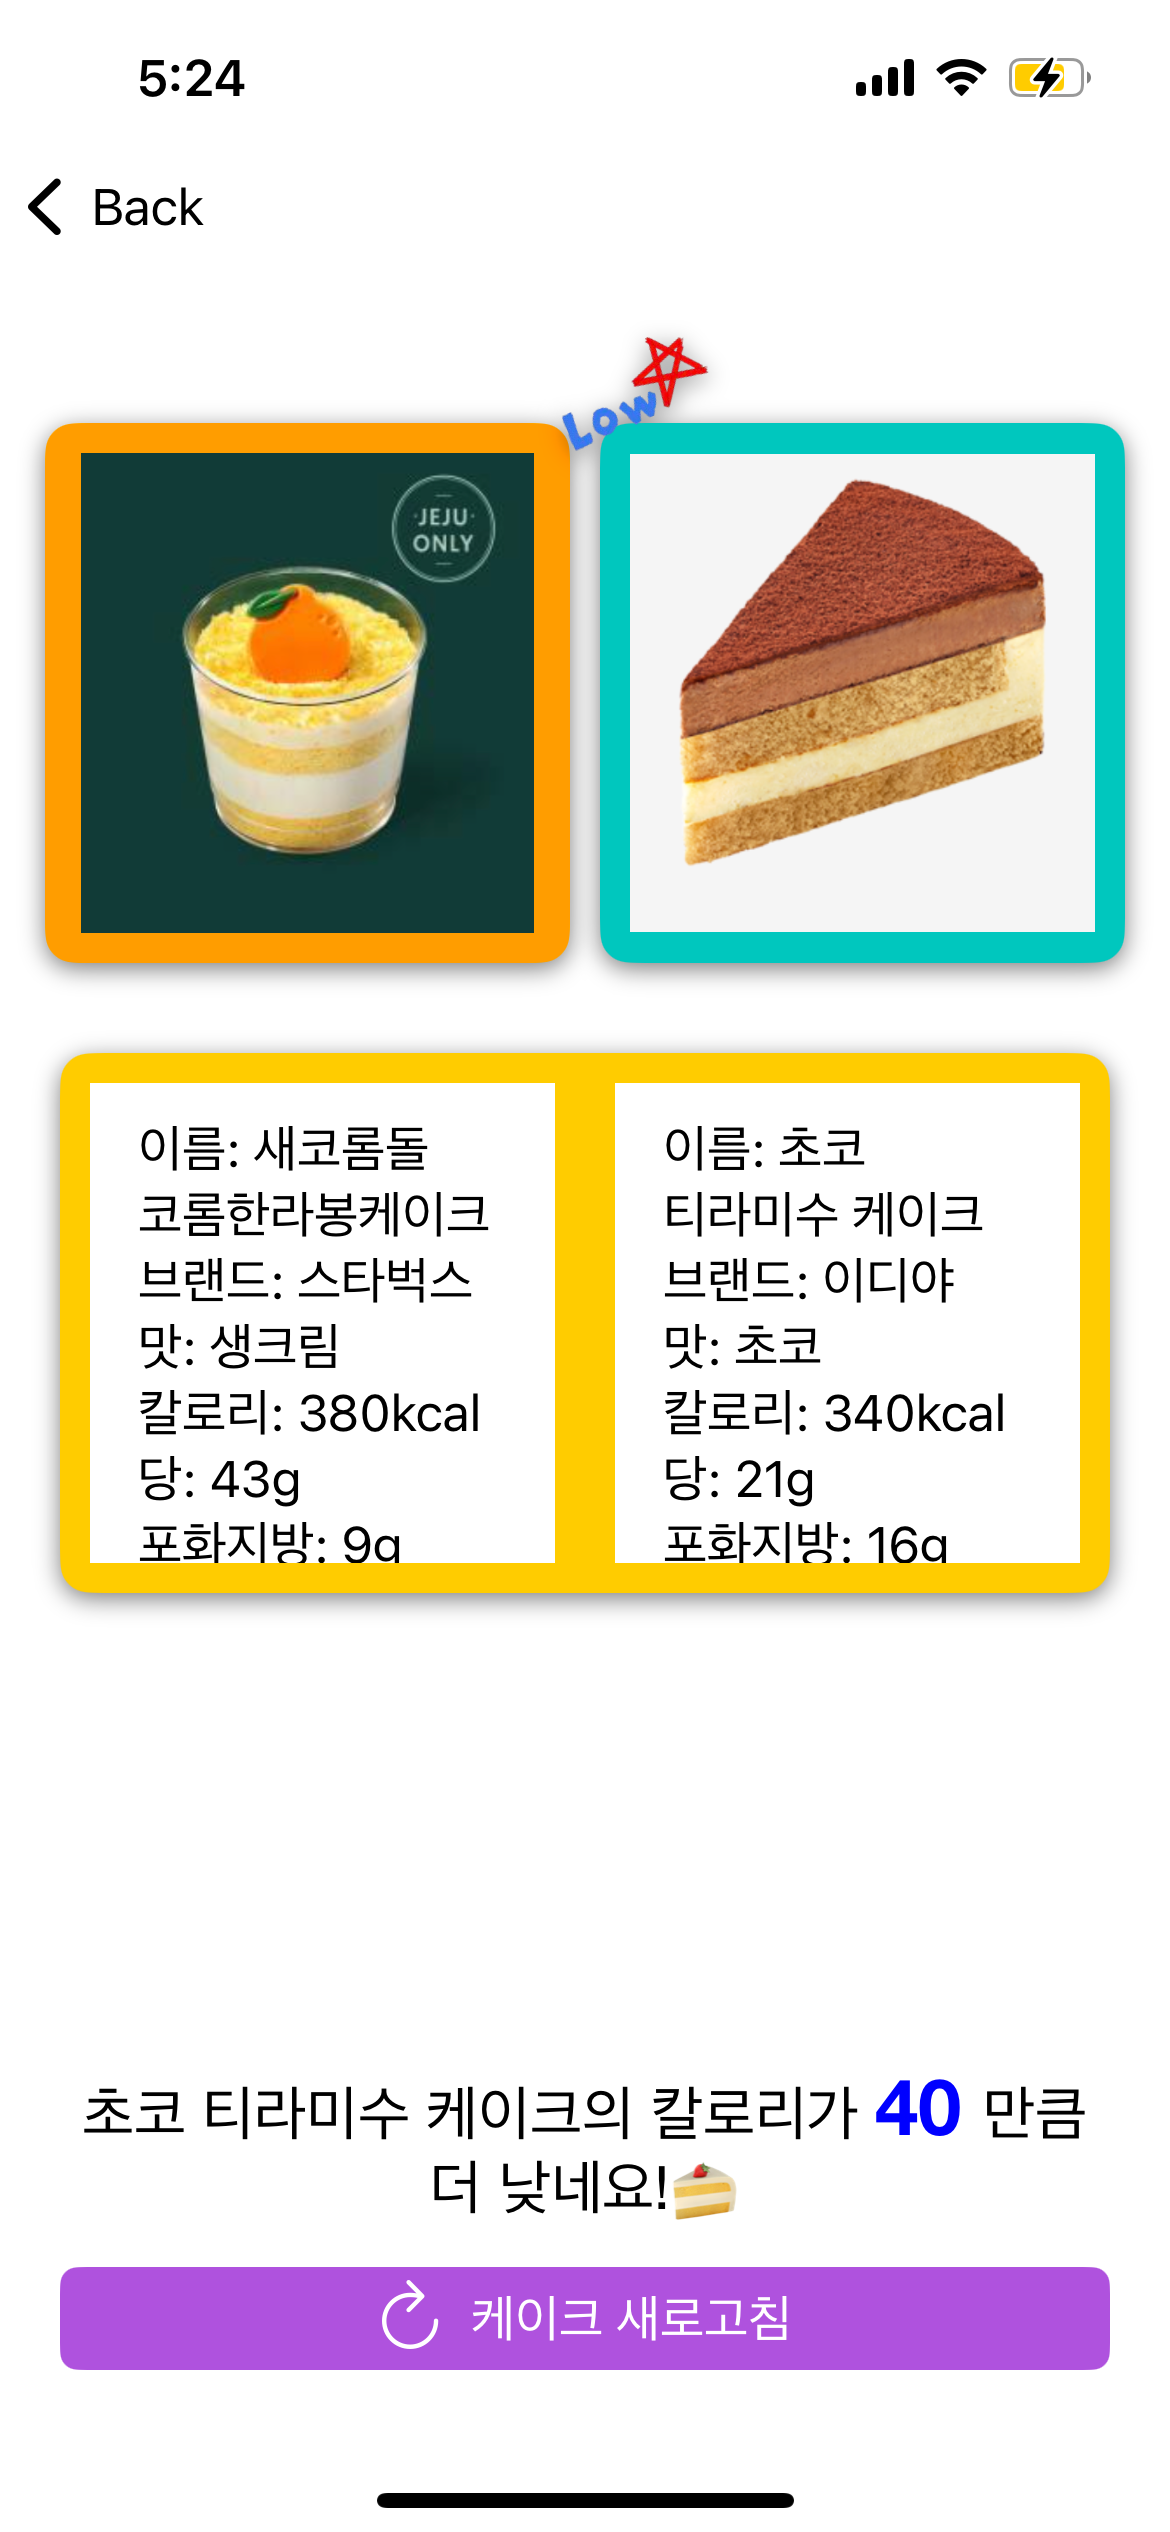 5:24
Back
Low
JEJU
ONLY
이름: 새코롬돌
코롬한라봉케이크
브랜드: 스타벅스
맛: 생크림
칼로리: 380kcal
당: 43g
포화지방: 9g
이름: 초코
티라미수 케이크
브랜드: 이디야
맛: 초코
칼로리: 340kcal
당: 21g
포화지방: 16g
초코 티라미수 케이크의 칼로리가 40 만큼
더 낮네요!🍰
케이크 새로고침